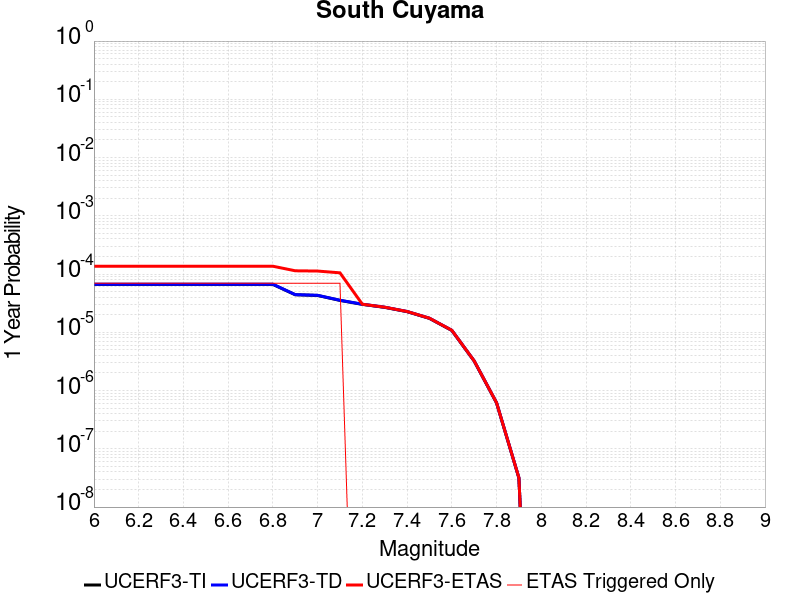 South Cuyama
1 Year Probability
10^0
10^-1
10^-2
10^-3
10^-4
10^-5
10^-6
10^-7
10^-8
6 6.2 6.4 6.6 6.8 7 7.2 7.4 7.6 7.8 8 8.2 8.4 8.6 8.8 9
Magnitude
UCERF3-TI UCERF3-TD UCERF3-ETAS ETAS Triggered Only